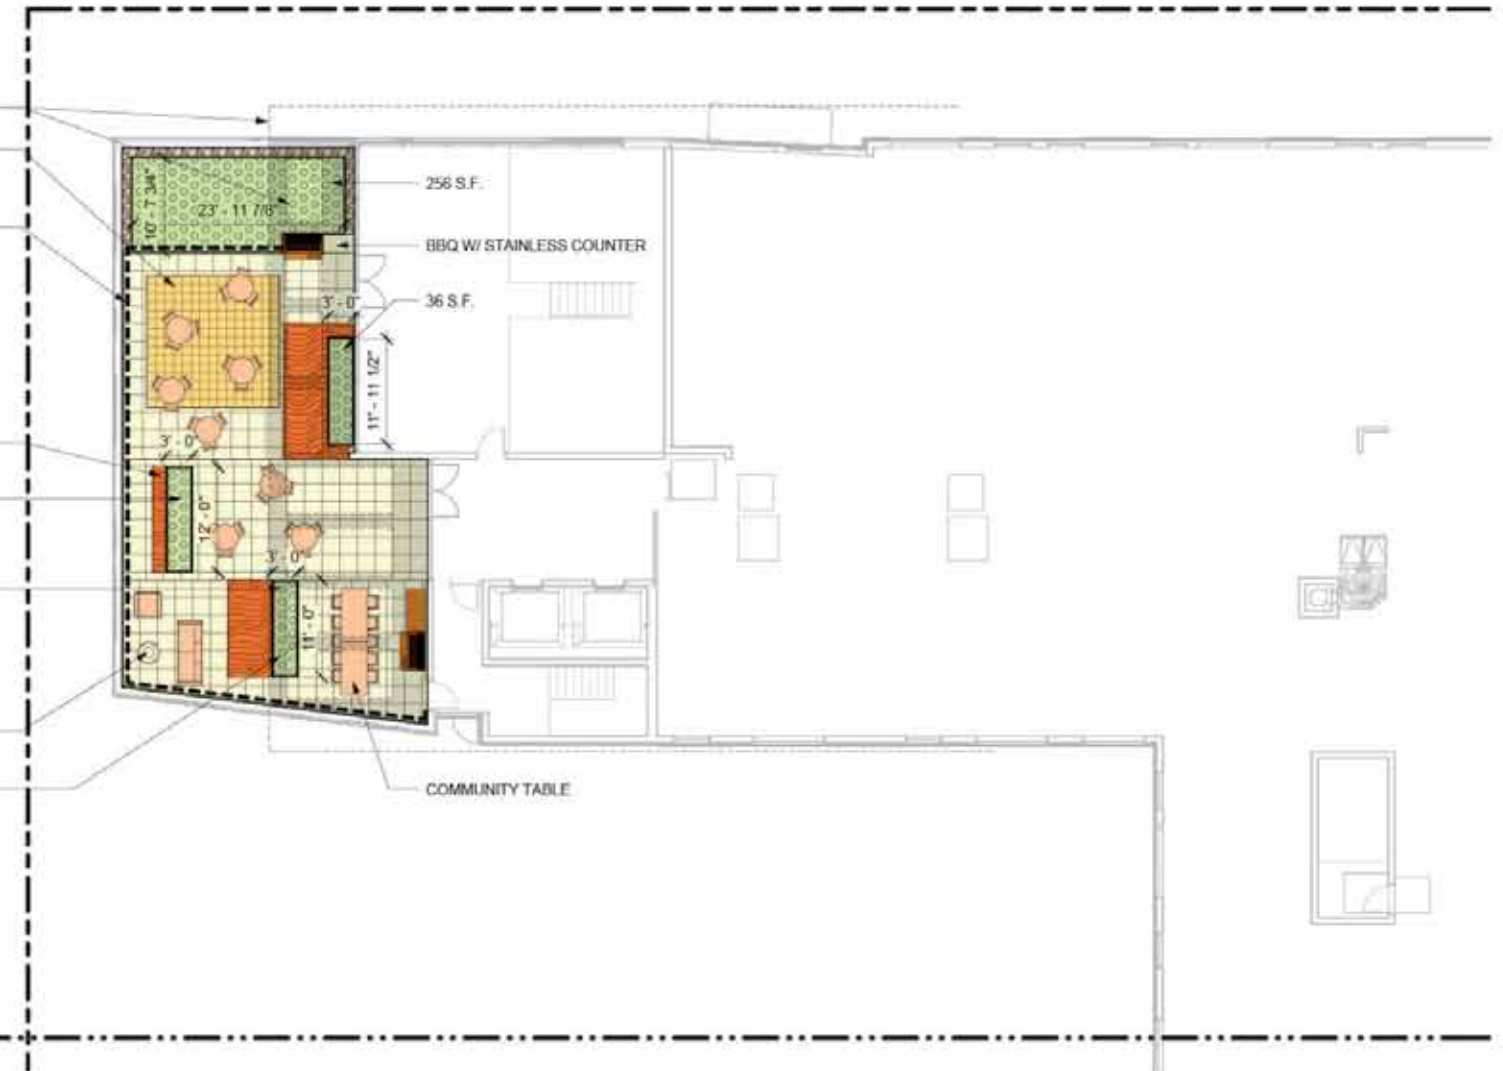 256 S.F.
10' - 7 3/4"
23' - 11 7/8"
BBQ W/ STAINLESS COUNTER
3' - 0"
36 S.F.
11' - 11 1/2"
3' - 0"
12' - 0"
3' - 0"
11' - 0"
COMMUNITY TABLE